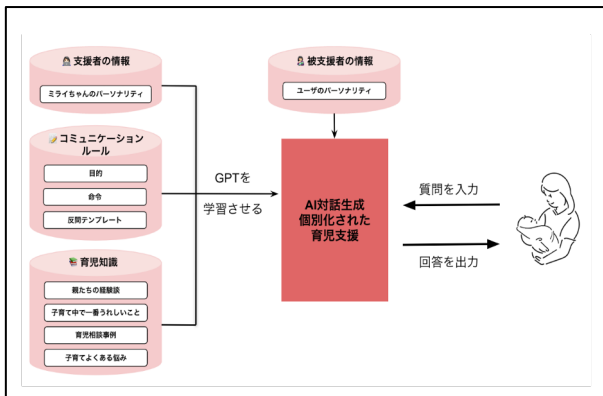 支援者の情報
ミライちゃんのパーソナリティ
コミュニケーション
ルール
目的
命令
反問テンプレート
育児知識
親たちの経験談
子育て中で一番うれしいこと
育児相談事例
子育てよくある悩み
GPTを
学習させる
被支援者の情報
ユーザのパーソナリティ
AI対話生成
個別化された
育児支援
質問を入力
回答を出力